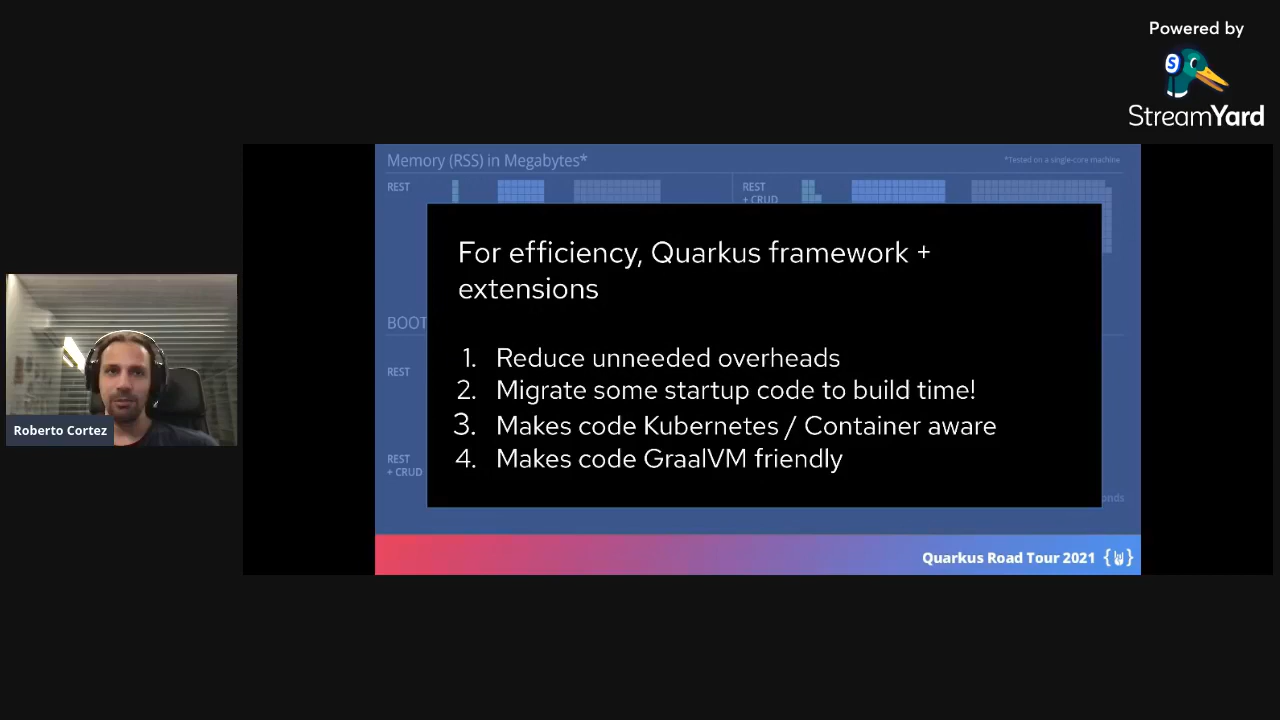 Powered by
S
StreamYard
Memory (RSS) in Megabytes*
*Tested on a single-core machine
REST
REST
+ CRUD
For efficiency, Quarkus framework +
extensions
BOOT
1. Reduce unneeded overheads
REST
2. Migrate some startup code to build time!
3. Makes code Kubernetes / Container aware
Roberto Cortez
4. Makes code GraalVM friendly
REST
+ CRUD
onds
Quarkus Road Tour 2021